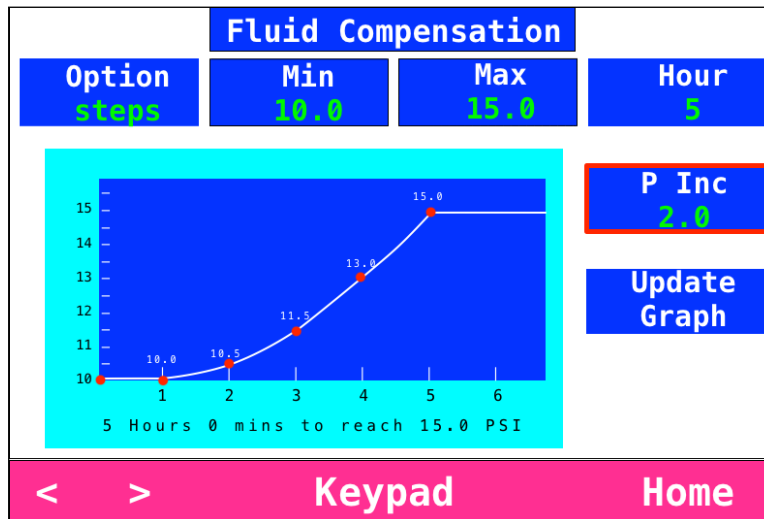 Fluid Compensation
Option
steps
Min
10.0
Max
15.0
Hour
5
P Inc
2.0
Update
Graph
15
14
13
12
11
10
10.0
10.5
11.5
13.0
15.0
1 2 3 4 5 6
5 Hours 0 mins to reach 15.0 PSI
< > Keypad Home